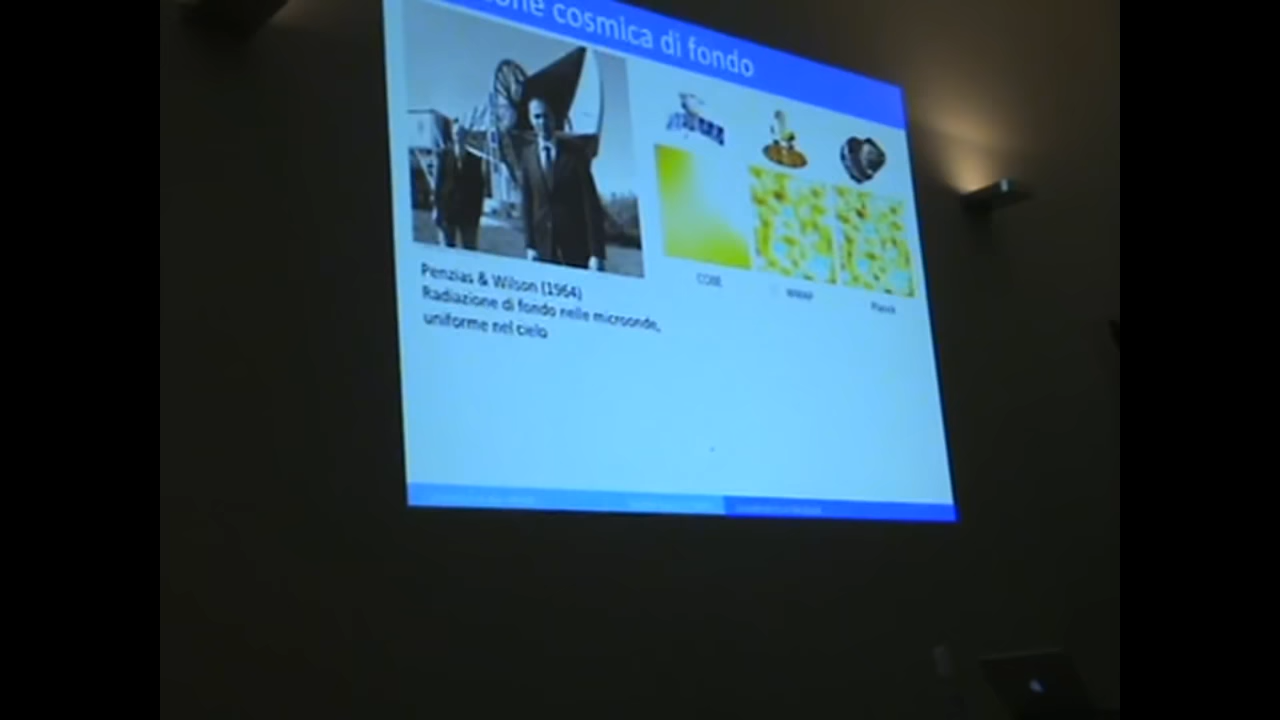 cosmica di fondo
Penzias & Wilson (1964)
Radiazione di fondo nelle microonde,
uniforme nel cielo
COBE
WMAP
Planck